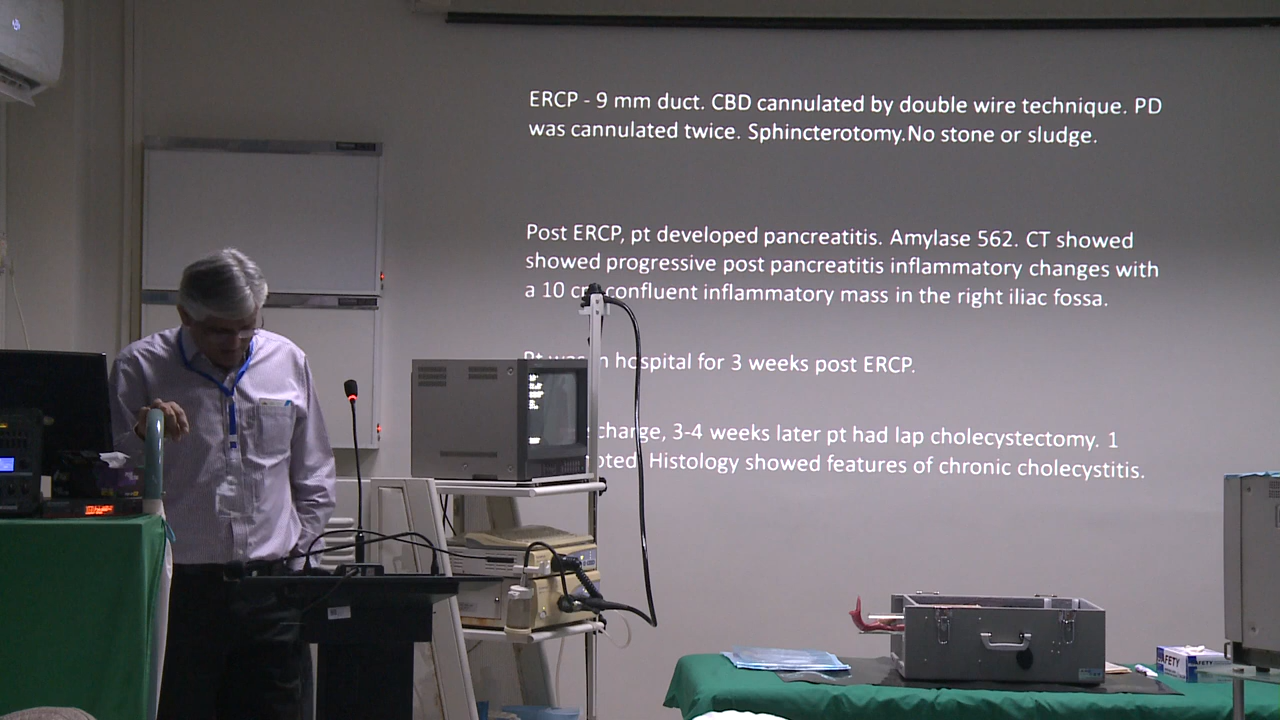 ERCP - 9 mm duct. CBD cannulated by double wire technique. PD
was cannulated twice. Sphincterotomy.No stone or sludge.
Post ERCP, pt developed pancreatitis. Amylase 562. CT showed
showed progressive post pancreatitis inflammatory changes with
a 10 confluent inflammatory mass in the right iliac fossa.
Pt was in hospital for 3 weeks post ERCP.
3-4 weeks later pt had lap cholecystectomy. 1
Histology showed features of chronic cholecystitis.